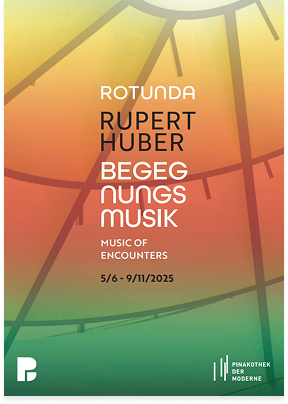 ROTUNDA
RUPERT
HUBER
BEGEG
NUNGS
MUSIK
MUSIC OF
ENCOUNTERS
5/6 – 9/11/2025
P
PINAKOTHEK
DER
MODERNE